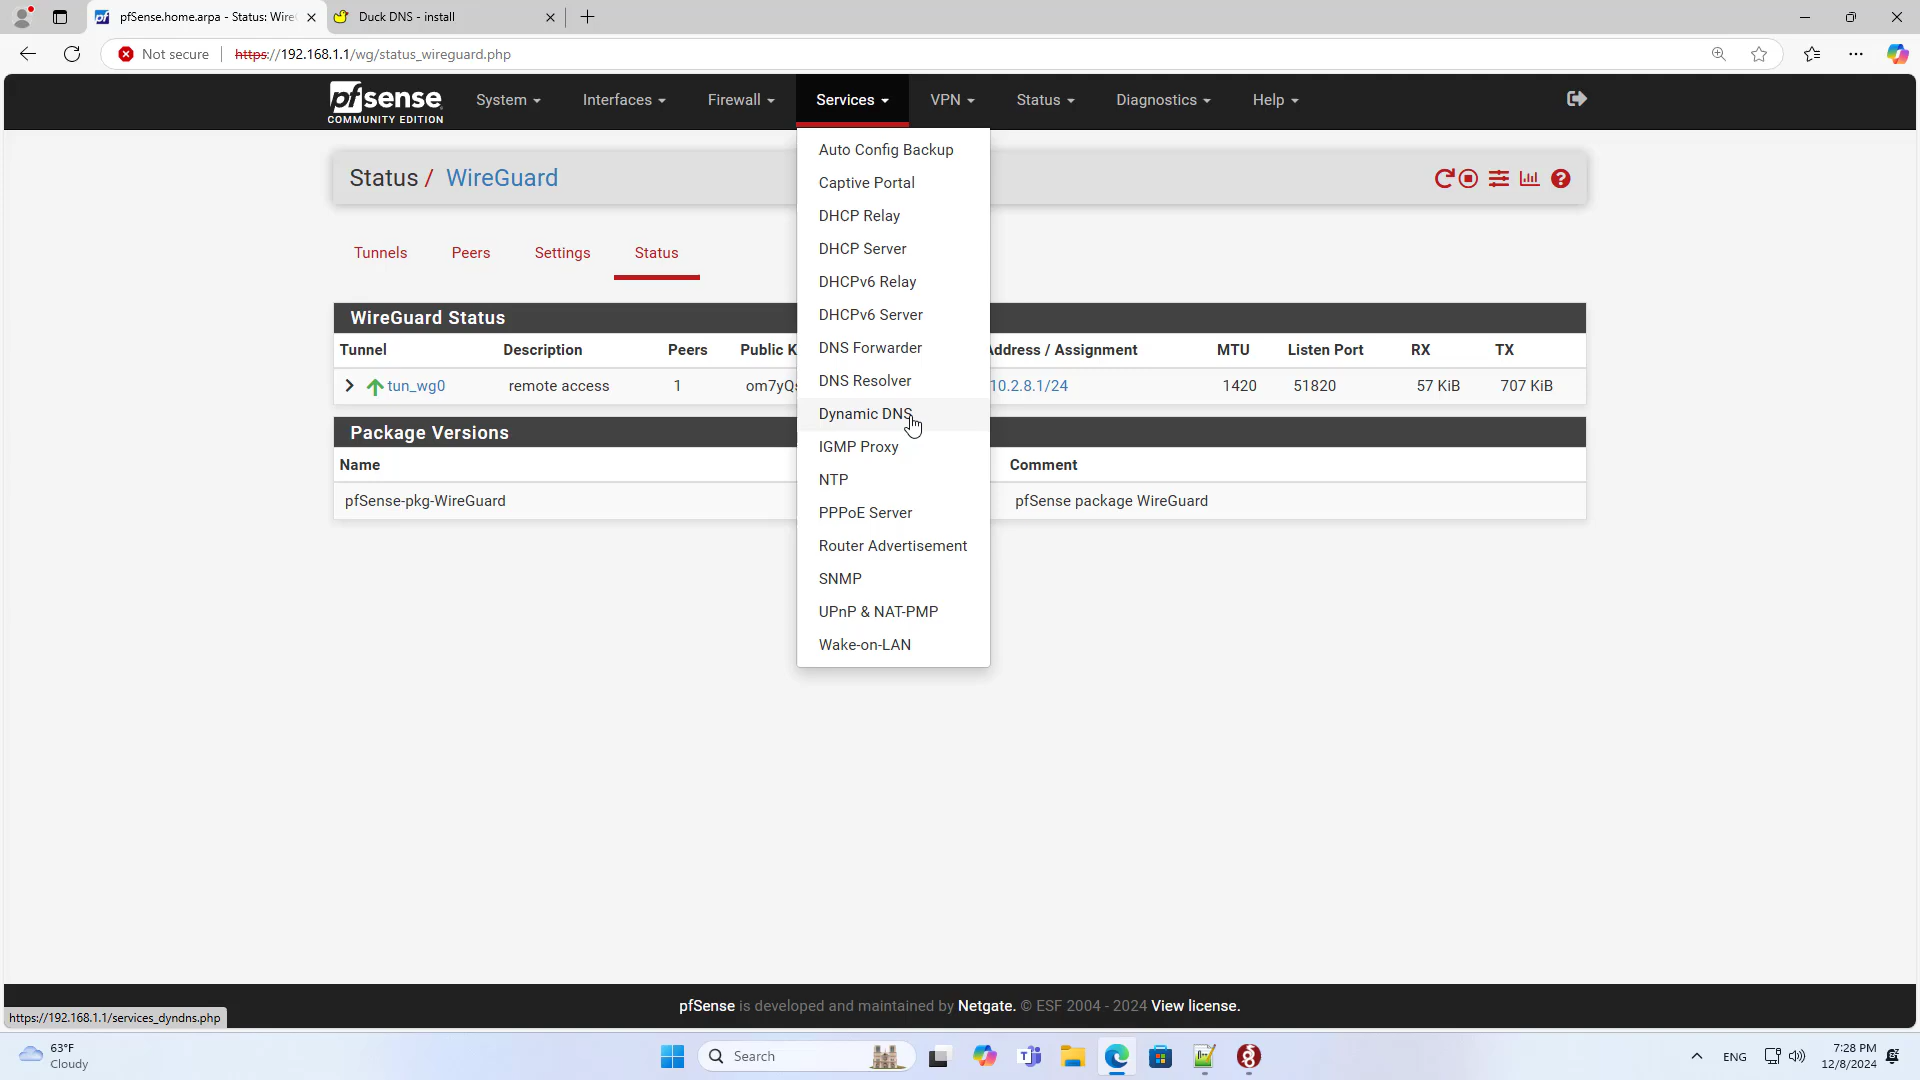 pfSense.home.arpa - Status: Wire
Duck DNS - install
Not secure
https://192.168.1.1/wg/status_wireguard.php
pfsense
COMMUNITY EDITION
System
Interfaces
Firewall
Services
VPN
Status
Diagnostics
Help
Auto Config Backup
Captive Portal
DHCP Relay
DHCP Server
DHCPv6 Relay
DHCPv6 Server
DNS Forwarder
DNS Resolver
Dynamic DNS
IGMP Proxy
NTP
PPPoE Server
Router Advertisement
SNMP
UPnP & NAT-PMP
Wake-on-LAN
Status / WireGuard
Tunnels
Peers
Settings
Status
WireGuard Status
Tunnel Description Peers Public K Address / Assignment MTU Listen Port RX TX
tun_wg0 remote access 1 om7yQs 10.2.8.1/24 1420 51820 57 KiB 707 KiB
Package Versions
Name Comment
pfSense-pkg-WireGuard pfSense package WireGuard
pfSense is developed and maintained by Netgate. © ESF 2004 - 2024 View license.
https://192.168.1.1/services_dyndns.php
63°F
Cloudy
Search
ENG
7:28 PM
12/8/2024